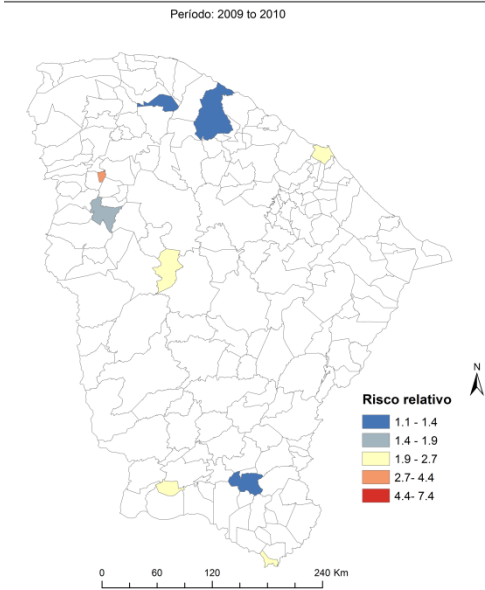 Período: 2009 to 2010
N
Risco relativo
1.1 - 1.4
1.4 - 1.9
1.9 - 2.7
2.7- 4.4
4.4- 7.4
0 60 120 240 Km